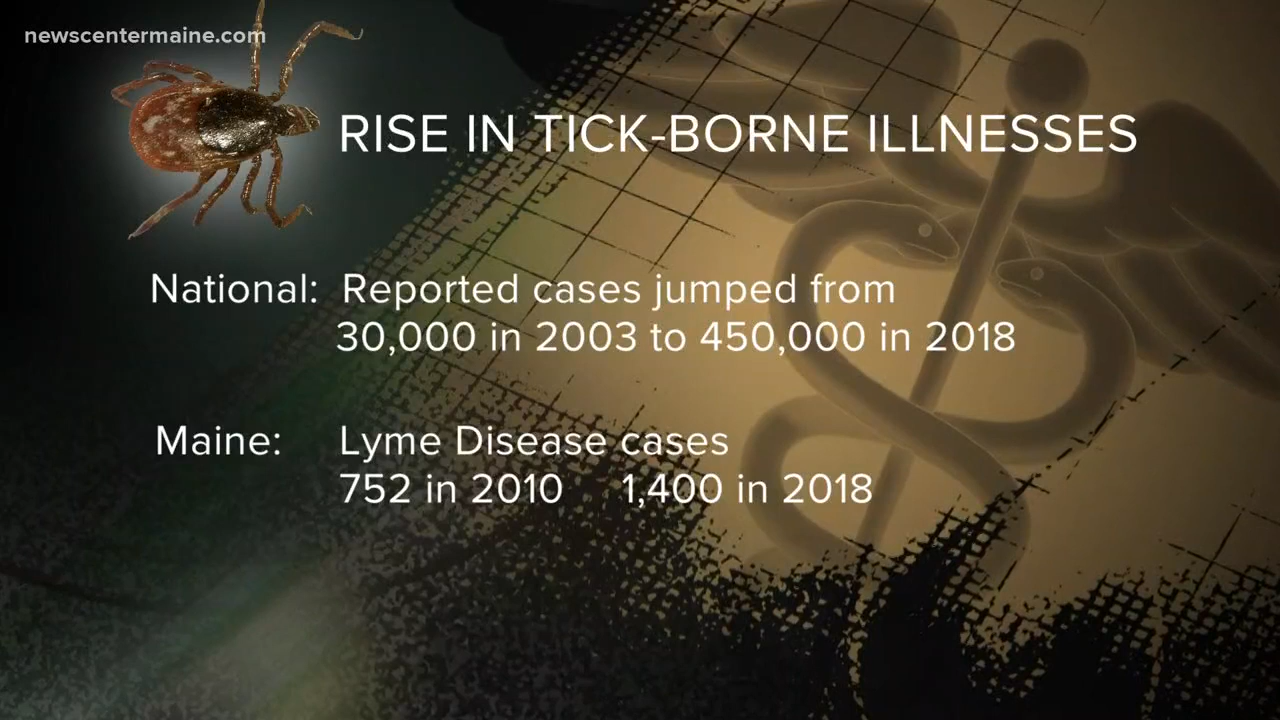 newscentermaine.com
RISE IN TICK-BORNE ILLNESSES
National: Reported cases jumped from
30,000 in 2003 to 450,000 in 2018
Maine: Lyme Disease cases
752 in 2010 1,400 in 2018